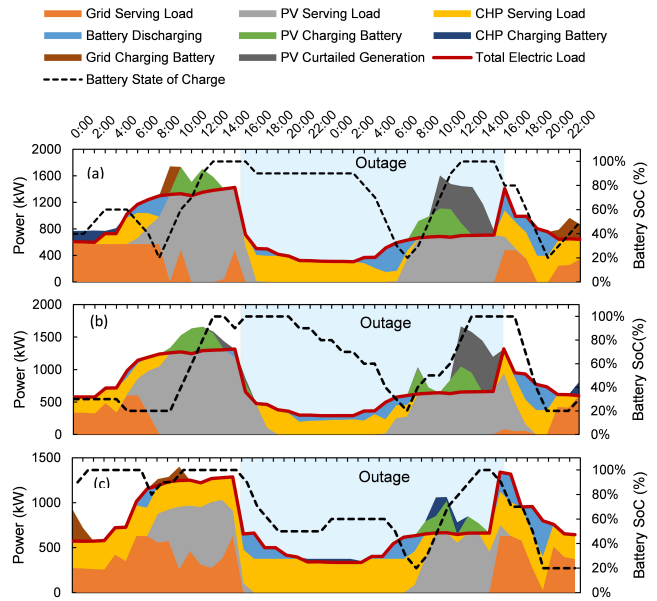 Grid Serving Load PV Serving Load CHP Serving Load
Battery Discharging PV Charging Battery CHP Charging Battery
Grid Charging Battery PV Curtailed Generation Total Electric Load
Battery State of Charge
0:00 2:00 4:00 6:00 8:00 10:00 12:00 14:00 16:00 18:00 20:00 22:00 0:00 2:00 4:00 6:00 8:00 10:00 12:00 14:00 16:00 18:00 20:00 22:00
Power (kW)
2000
1600
1200
800
400
0
(a)
Outage
100%
80%
60%
40%
20%
0%
Battery SoC (%)
Power (kW)
2000
1500
1000
500
0
(b)
Outage
100%
80%
60%
40%
20%
0%
Battery SoC(%)
Power (kW)
1500
1000
500
0
(c)
Outage
100%
80%
60%
40%
20%
0%
Battery SoC (%)